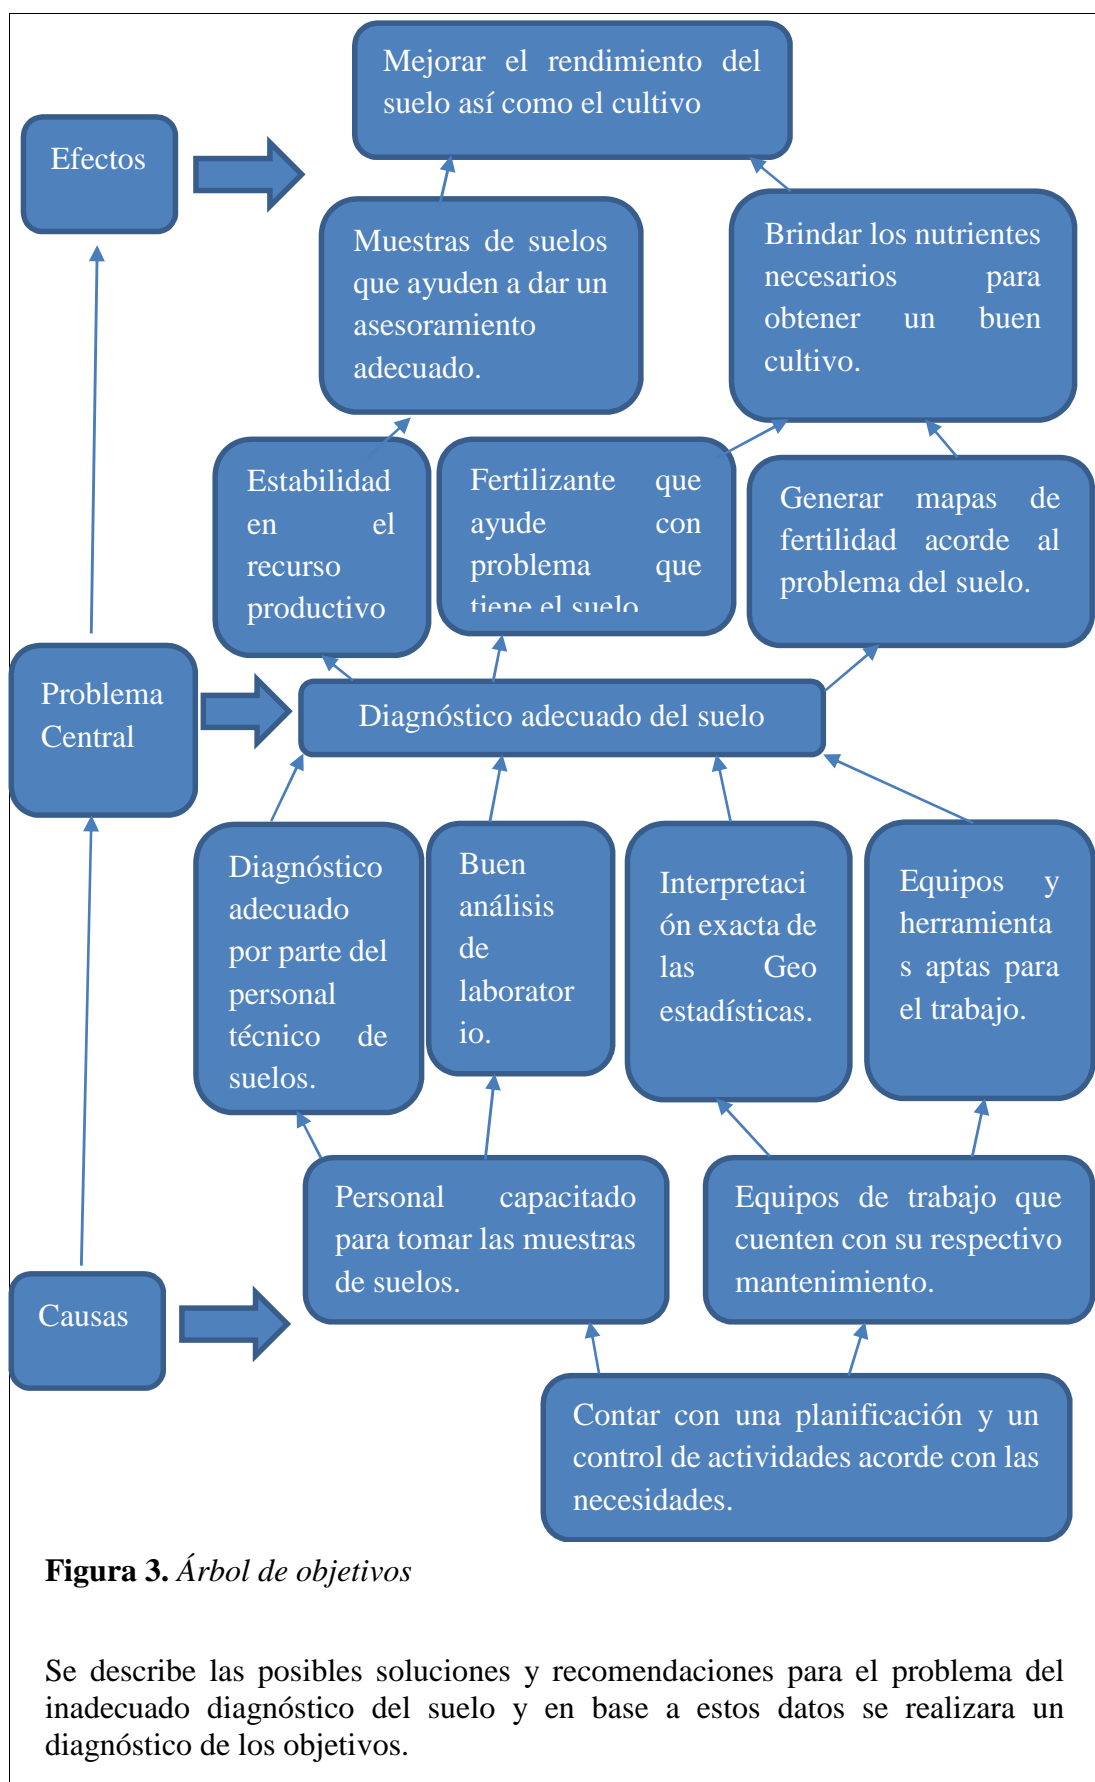 Mejorar el rendimiento del
suelo así como el cultivo
Efectos
Muestras de suelos
que ayuden a dar un
asesoramiento
adecuado.
Brindar los nutrientes
necesarios para
obtener un buen
cultivo.
Estabilidad
en el
recurso
productivo
Fertilizante que
ayude con
problema que
tiene el suelo
Generar mapas de
fertilidad acorde al
problema del suelo.
Problema
Central
Diagnóstico adecuado del suelo
Diagnóstico
adecuado
por parte del
personal
técnico de
suelos.
Buen
análisis
de
laborator
io.
Interpretaci
ón exacta de
las Geo
estadísticas.
Equipos y
herramienta
s aptas para
el trabajo.
Personal capacitado
para tomar las muestras
de suelos.
Equipos de trabajo que
cuenten con su respectivo
mantenimiento.
Causas
Contar con una planificación y un
control de actividades acorde con las
necesidades.
Figura 3. Árbol de objetivos
Se describe las posibles soluciones y recomendaciones para el problema del
inadecuado diagnóstico del suelo y en base a estos datos se realizara un
diagnóstico de los objetivos.